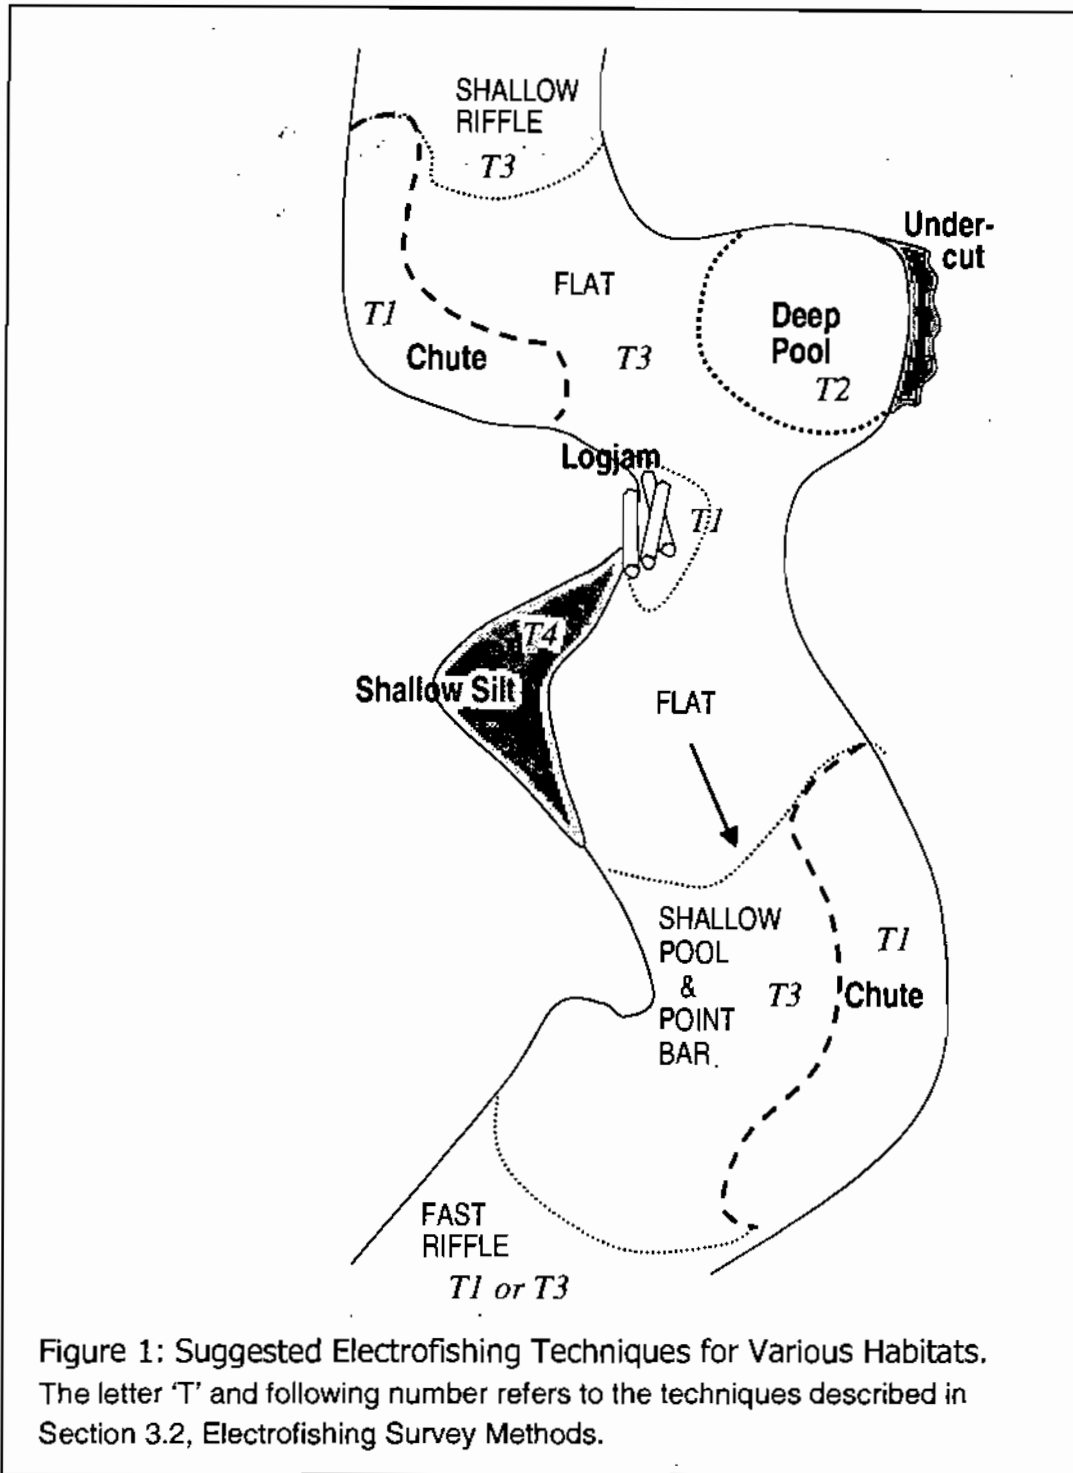 SHALLOW
RIFFLE
T3
Under-
cut
FLAT
T1
Chute
T3
Deep
Pool
T2
Logjam
T1
T4
Shallow Silt
FLAT
SHALLOW
POOL
&
POINT
BAR
T3
T1
Chute
FAST
RIFFLE
T1 or T3
Figure 1: Suggested Electrofishing Techniques for Various Habitats.
The letter ‘T’ and following number refers to the techniques described in
Section 3.2, Electrofishing Survey Methods.